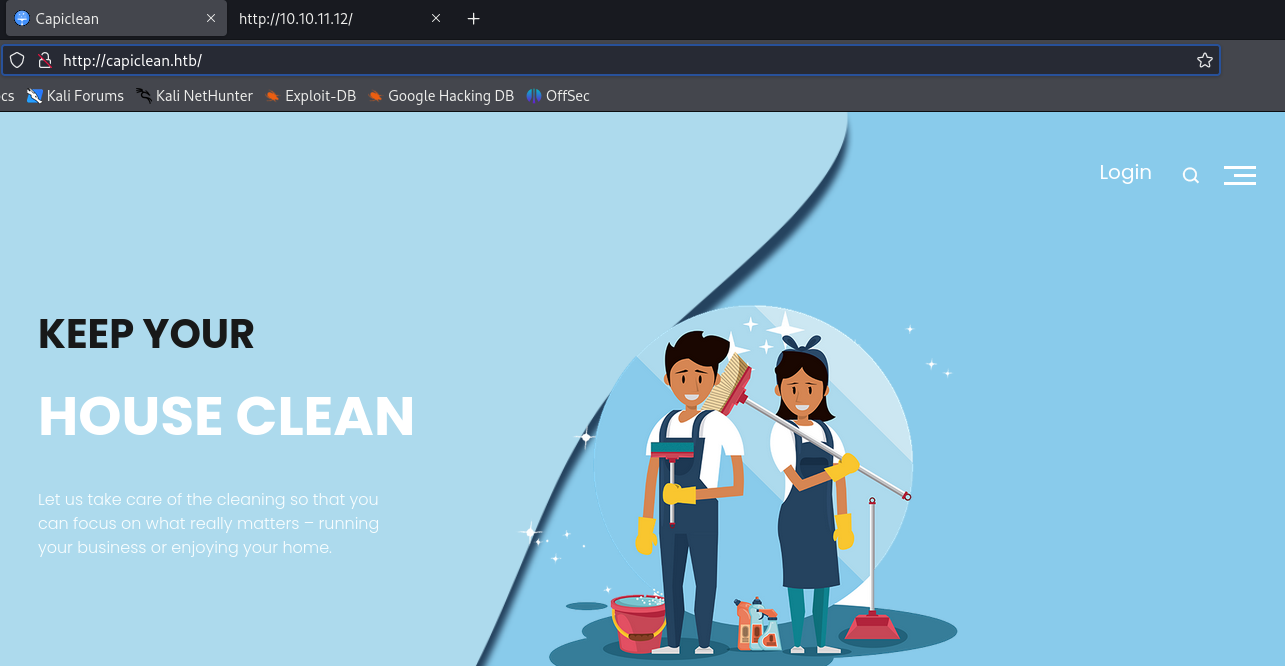 Capiclean
http://10.10.11.12/
http://capiclean.htb/
cs Kali Forums Kali NetHunter Exploit-DB Google Hacking DB OffSec
Login
KEEP YOUR
HOUSE CLEAN
Let us take care of the cleaning so that you
can focus on what really matters – running
your business or enjoying your home.